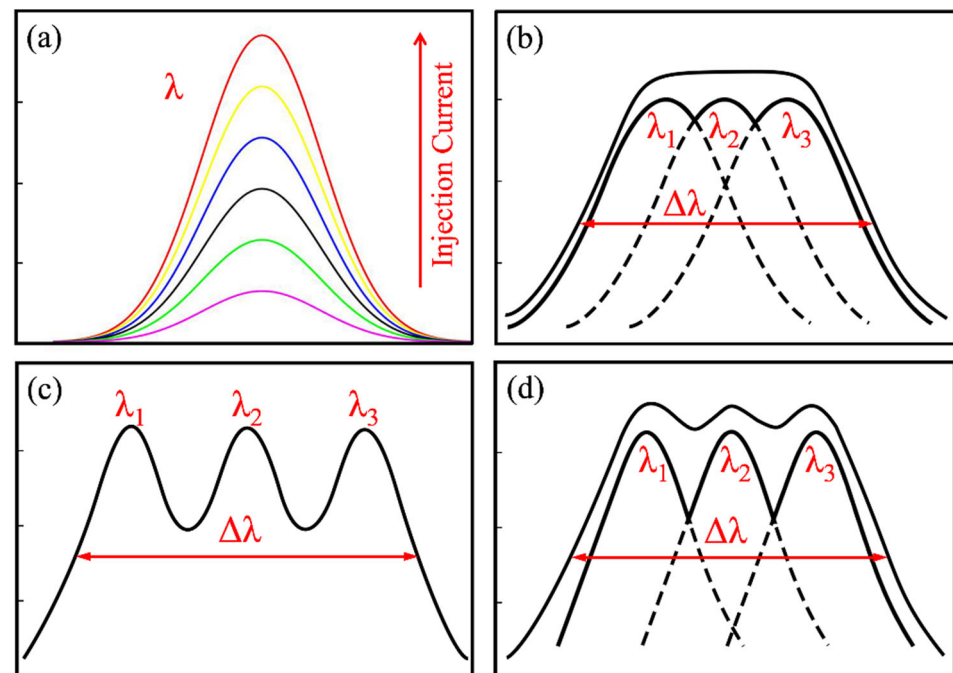 (a)
λ
Injection Current
(b)
λ1 λ2 λ3
Δλ
(c)
λ1 λ2 λ3
Δλ
(d)
λ1 λ2 λ3
Δλ